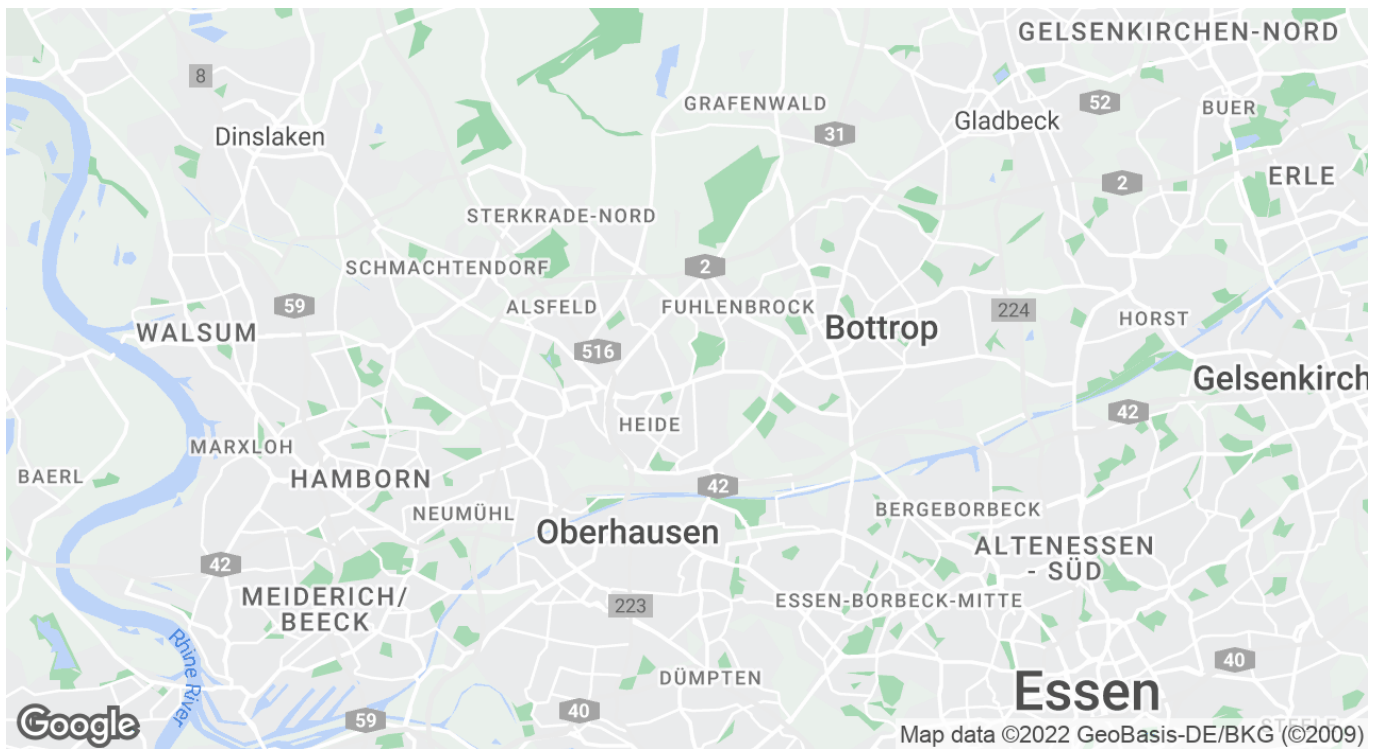 GELSENKIRCHEN-NORD
8
GRAFENWALD
52
BUER
Gladbeck
31
Dinslaken
ERLE
2
STERKRADE-NORD
SCHMACHTENDORF
2
59
ALSFELD
FUHLENBROCK
224
HORST
WALSUM
Bottrop
516
Gelsenkirch
42
HEIDE
MARXLOH
BAERL
HAMBORN
42
NEUMÜHL
BERGEBORBECK
Oberhausen
ALTENESSEN
- SÜD
42
MEIDERICH/
BEECK
223
ESSEN-BORBECK-MITTE
Rhine River
40
DÜMPTEN
Essen
59
40
STEELE
Google
Map data ©2022 GeoBasis-DE/BKG (©2009)